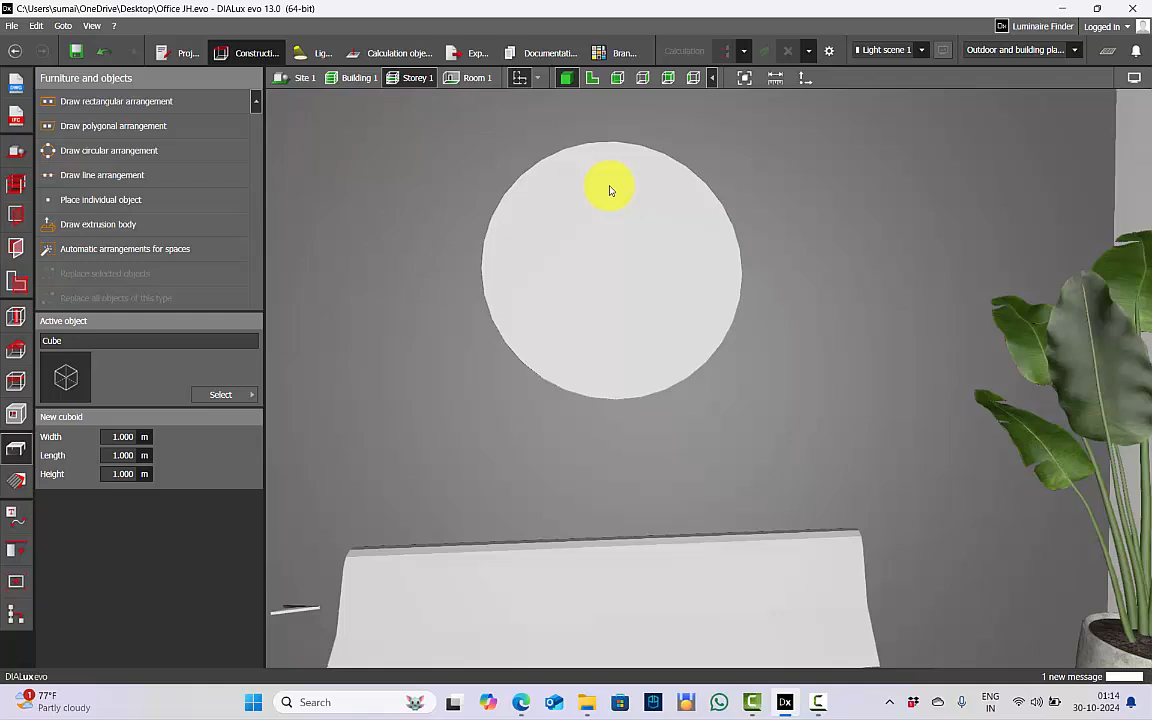 C:\Users\sumai\OneDrive\Desktop\Office JH.evo - DIALux evo 13.0 (64-bit)
File Edit Goto View ?
Luminaire Finder Logged in
Proj... Constructi... Lig... Calculation obje... Exp... Documentati... Bran... Calculation Light scene 1 Outdoor and building pla...
Furniture and objects
Site 1 Building 1 Storey 1 Room 1
Draw rectangular arrangement
Draw polygonal arrangement
Draw circular arrangement
Draw line arrangement
Place individual object
Draw extrusion body
Automatic arrangements for spaces
Replace selected objects
Replace all objects of this type
Active object
Cube
Select
New cuboid
Width 1.000 m
Length 1.000 m
Height 1.000 m
DIALux evo
1 new message
77°F
Partly cloudy
Search
ENG
IN
01:14
30-10-2024